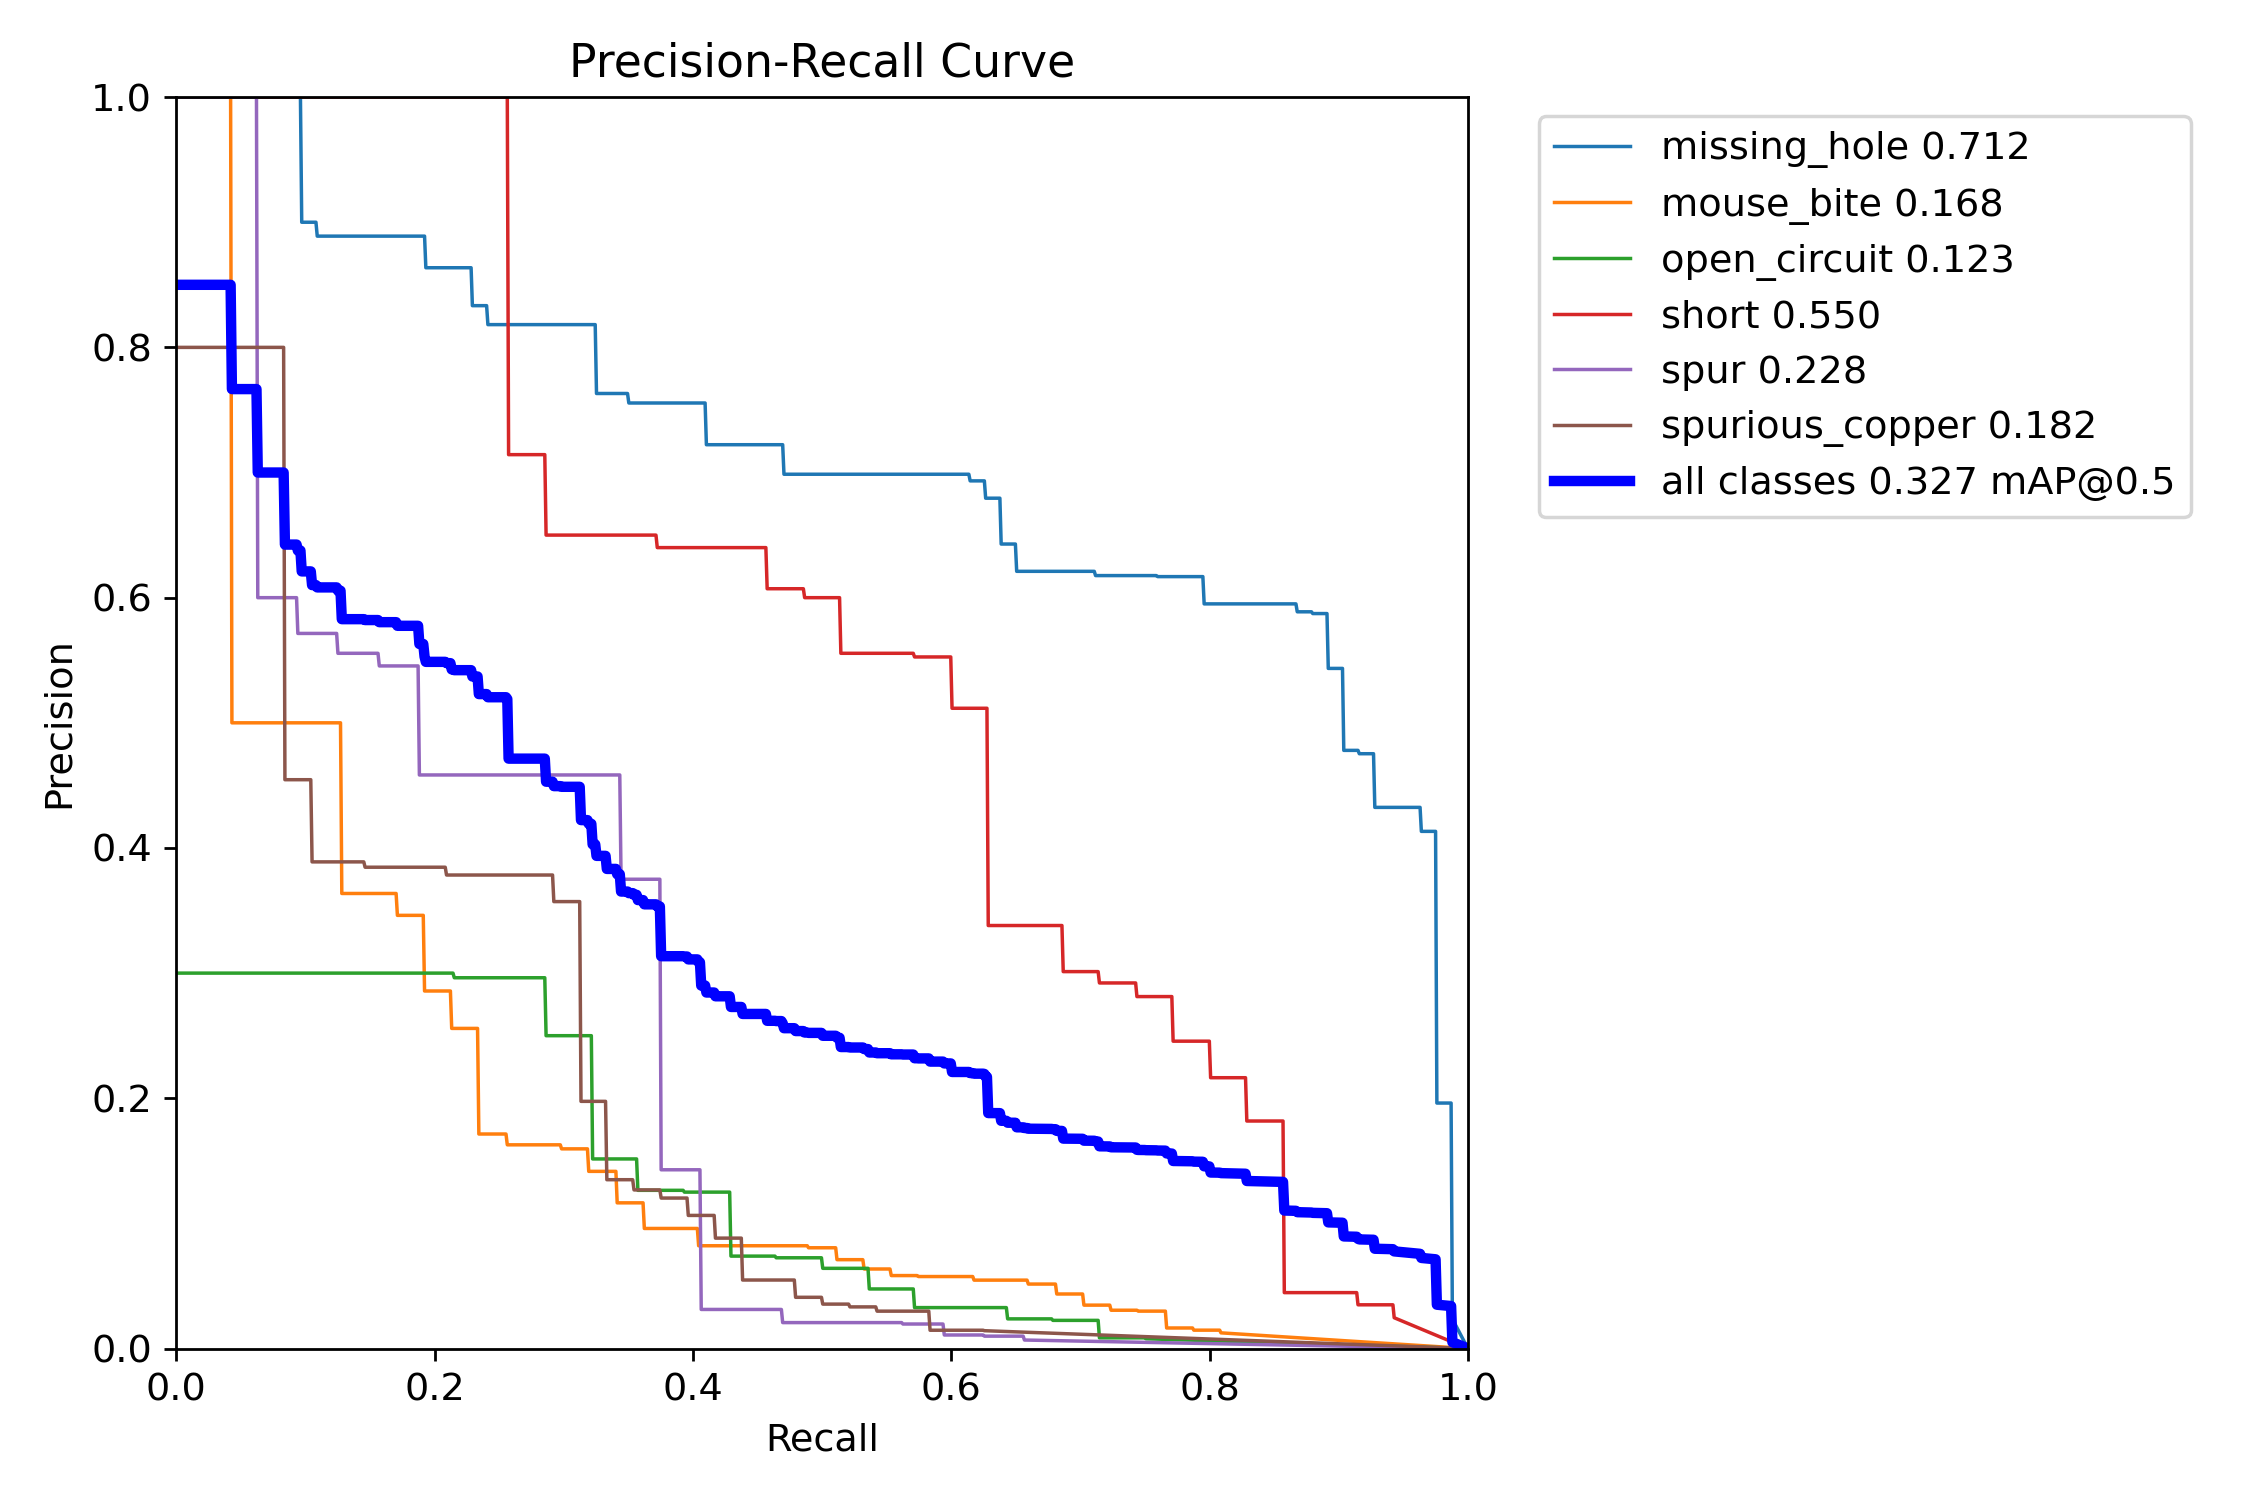 Precision-Recall Curve
1.0
0.8
0.6
0.4
0.2
0.0
Precision
0.0 0.2 0.4 0.6 0.8 1.0
Recall
missing_hole 0.712
mouse_bite 0.168
open_circuit 0.123
short 0.550
spur 0.228
spurious_copper 0.182
all classes 0.327 mAP@0.5